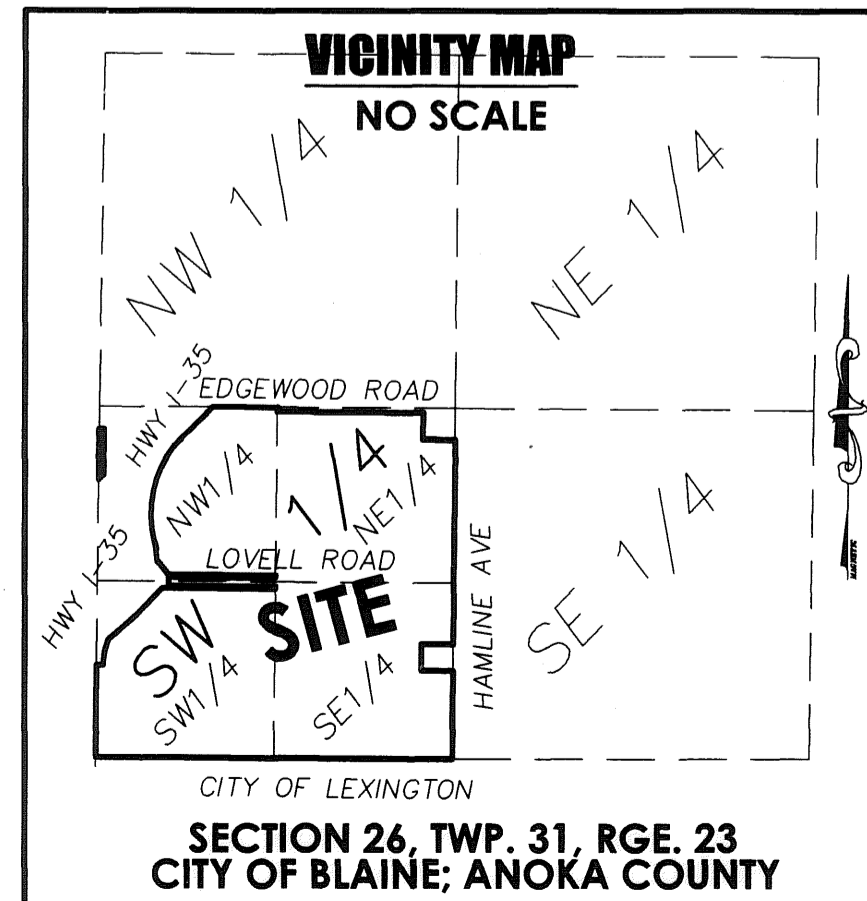 VICINITY MAP
NO SCALE
NW 1/4
NE 1/4
HWY I-35
EDGEWOOD ROAD
NW1/4
1/4
NE1/4
LOVELL ROAD
HWY I-35
SW
SITE
SW1/4
SE1/4
HAMLINE AVE
SE 1/4
MAGNETIC
CITY OF LEXINGTON
SECTION 26, TWP. 31, RGE. 23
CITY OF BLAINE; ANOKA COUNTY